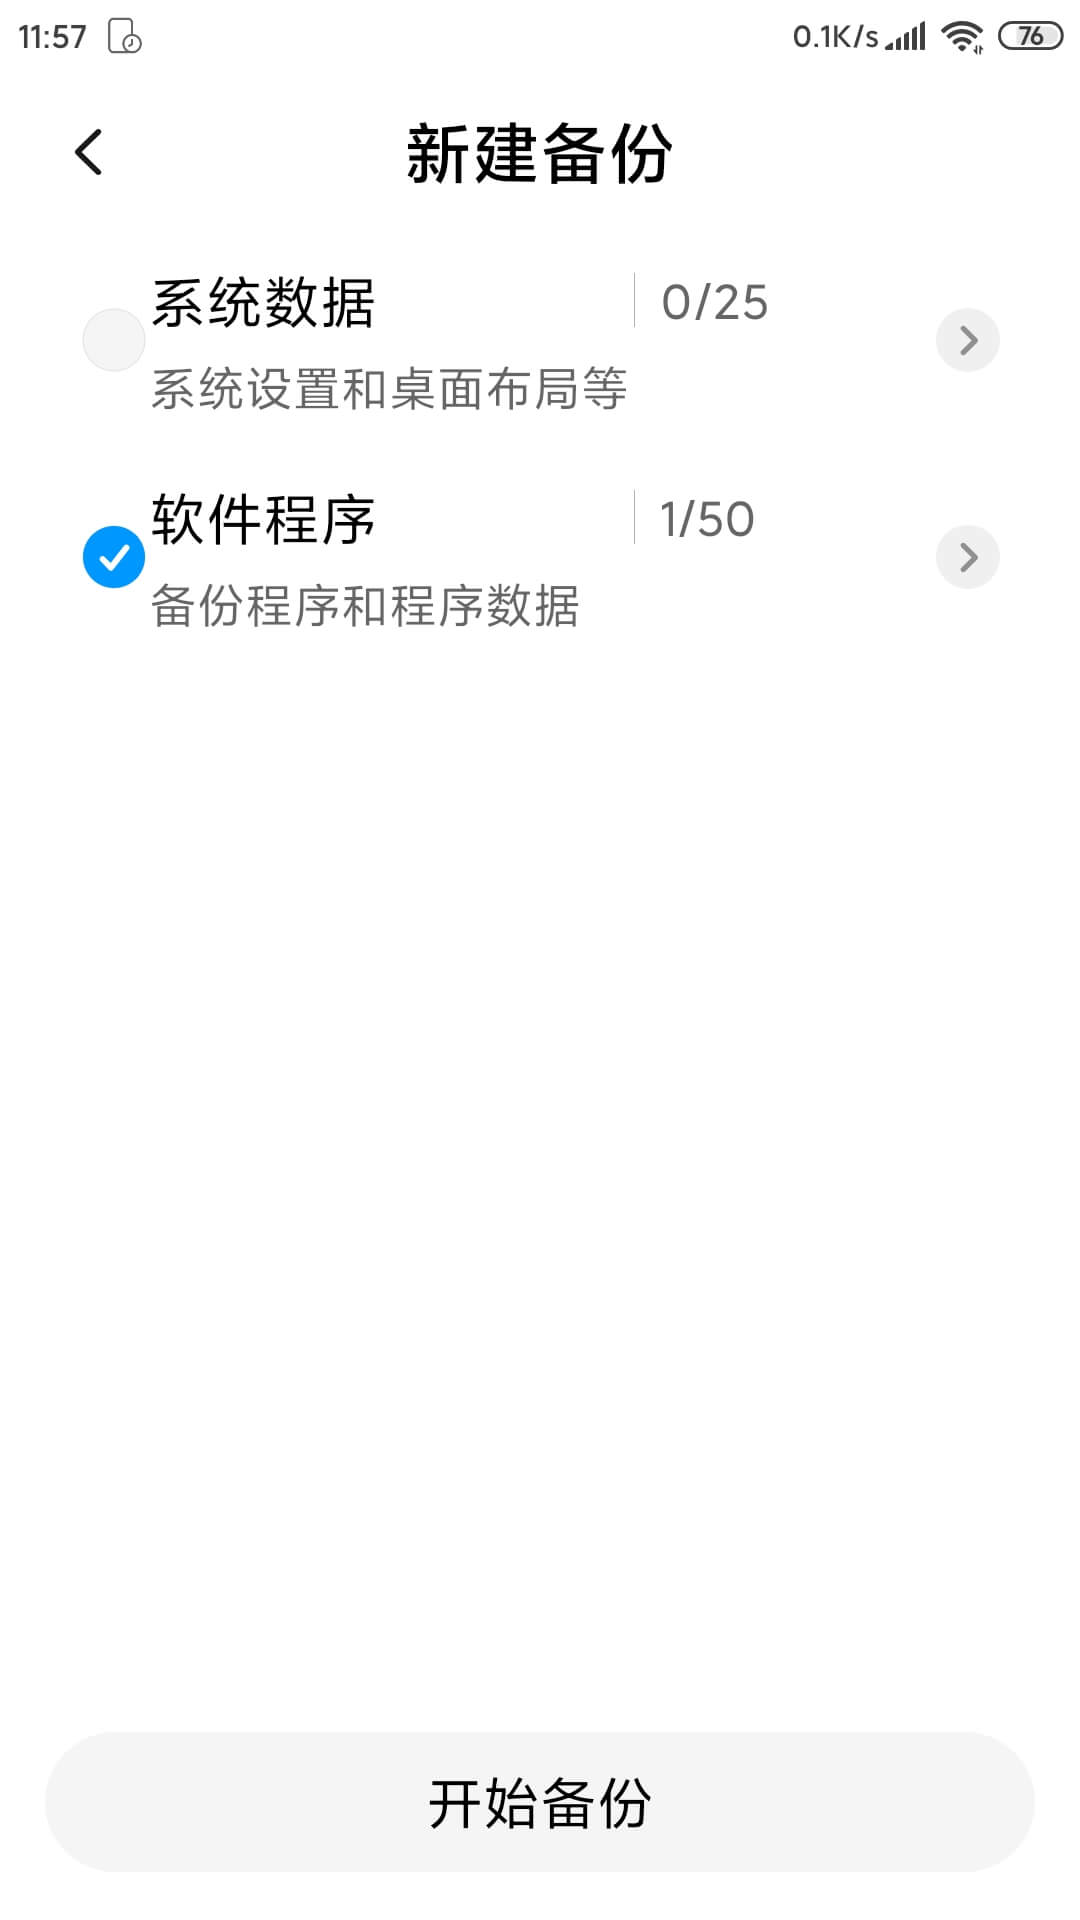 11:57 0.1K/s 76
新建备份
系统数据 0/25
系统设置和桌面布局等
软件程序 1/50
备份程序和程序数据
开始备份